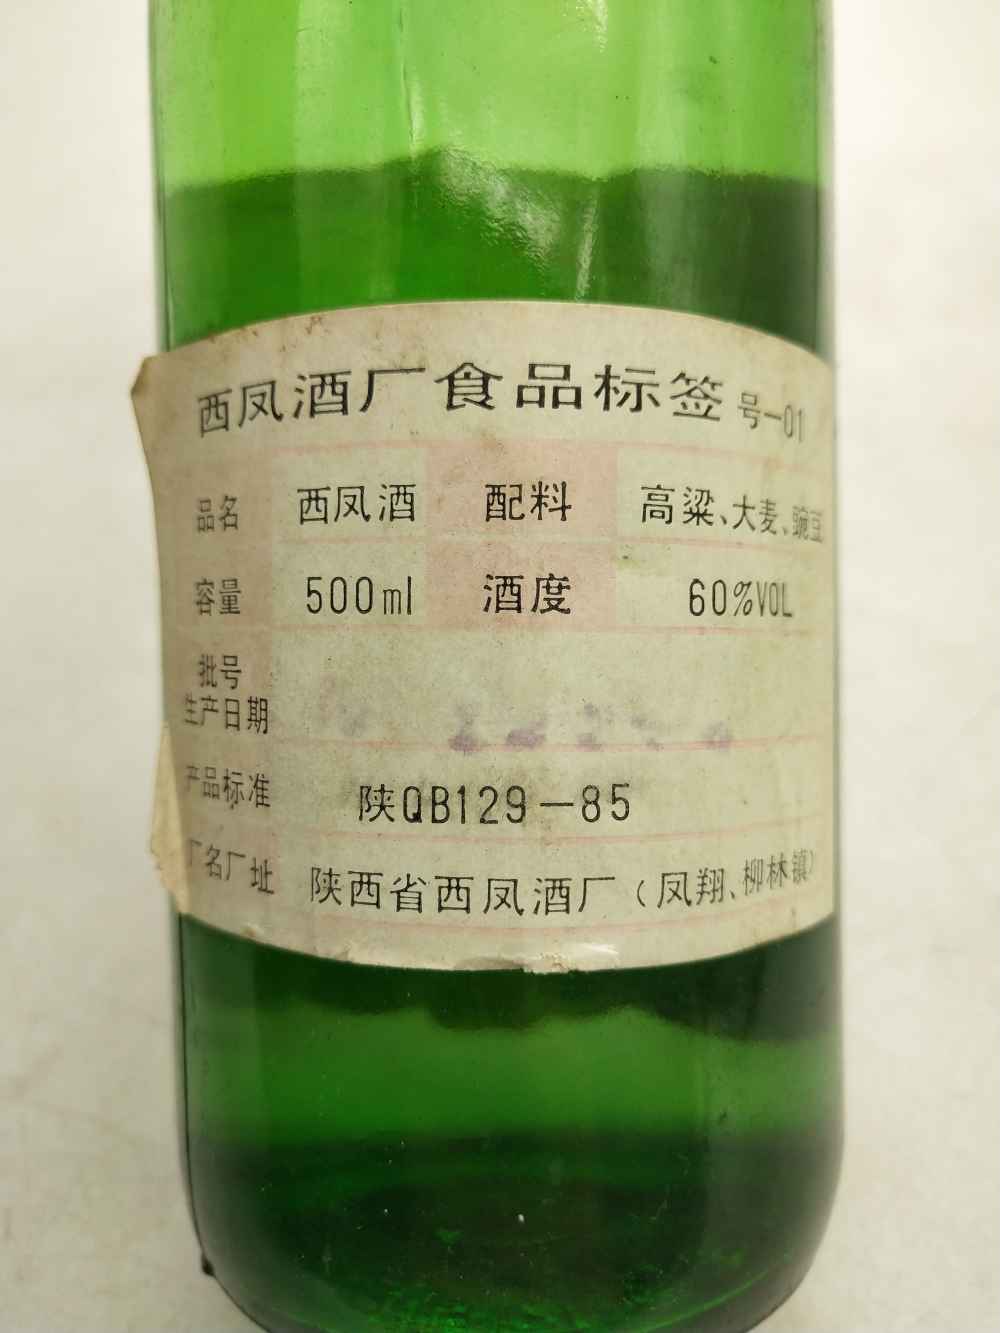 西凤酒厂食品标签号-01
品名 西凤酒 配料 高粱、大麦、豌豆
容量 500ml 酒度 60%VOL
批号
生产日期
产品标准 陕QB129-85
厂名厂址 陕西省西凤酒厂(凤翔、柳林镇)